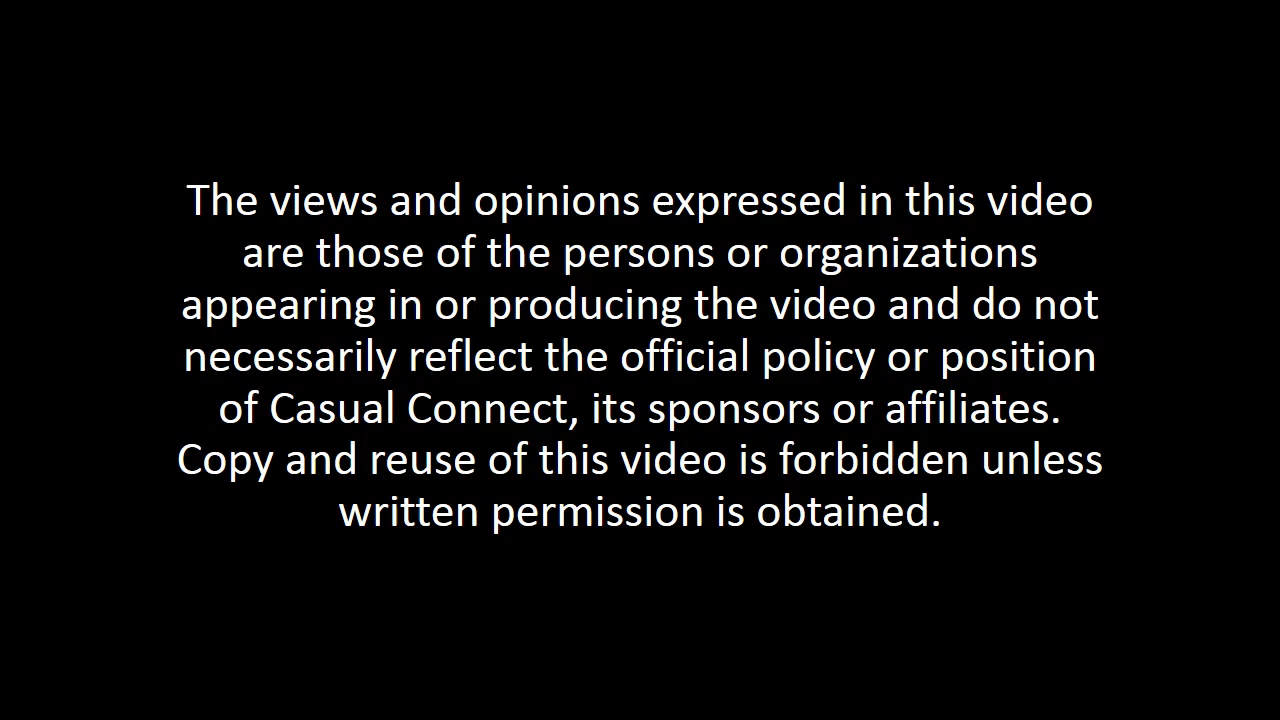 The views and opinions expressed in this video
are those of the persons or organizations
appearing in or producing the video and do not
necessarily reflect the official policy or position
of Casual Connect, its sponsors or affiliates.
Copy and reuse of this video is forbidden unless
written permission is obtained.